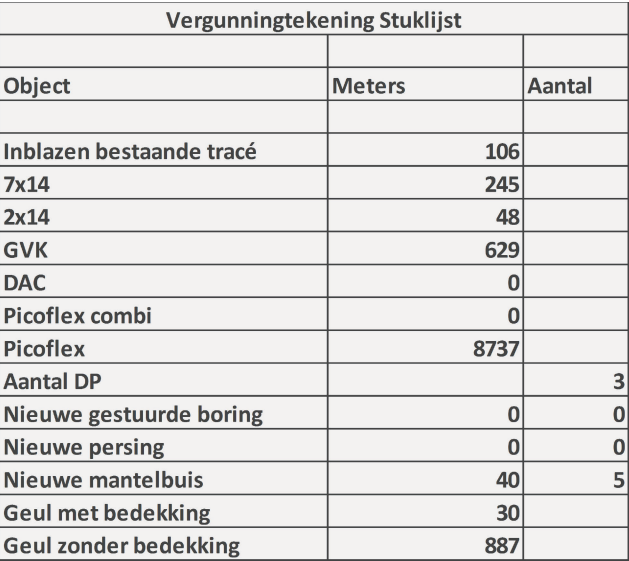 Vergunningtekening Stuklijst
Object Meters Aantal
Inblazen bestaande tracé 106
7x14 245
2x14 48
GVK 629
DAC 0
Picoflex combi 0
Picoflex 8737
Aantal DP 3
Nieuwe gestuurde boring 0 0
Nieuwe persing 0 0
Nieuwe mantelbuis 40 5
Geul met bedekking 30
Geul zonder bedekking 887